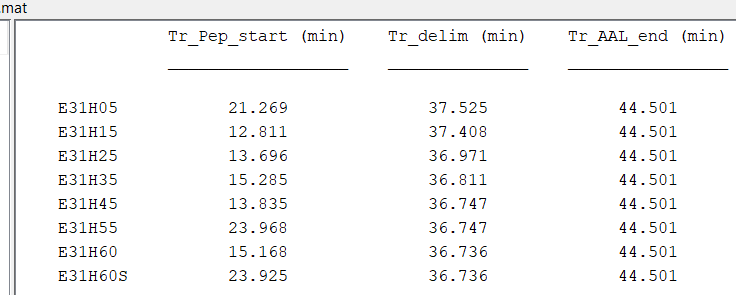 .mat
Tr_Pep_start (min) Tr_delim (min) Tr_AAL_end (min)
E31H05 21.269 37.525 44.501
E31H15 12.811 37.408 44.501
E31H25 13.696 36.971 44.501
E31H35 15.285 36.811 44.501
E31H45 13.835 36.747 44.501
E31H55 23.968 36.747 44.501
E31H60 15.168 36.736 44.501
E31H60S 23.925 36.736 44.501